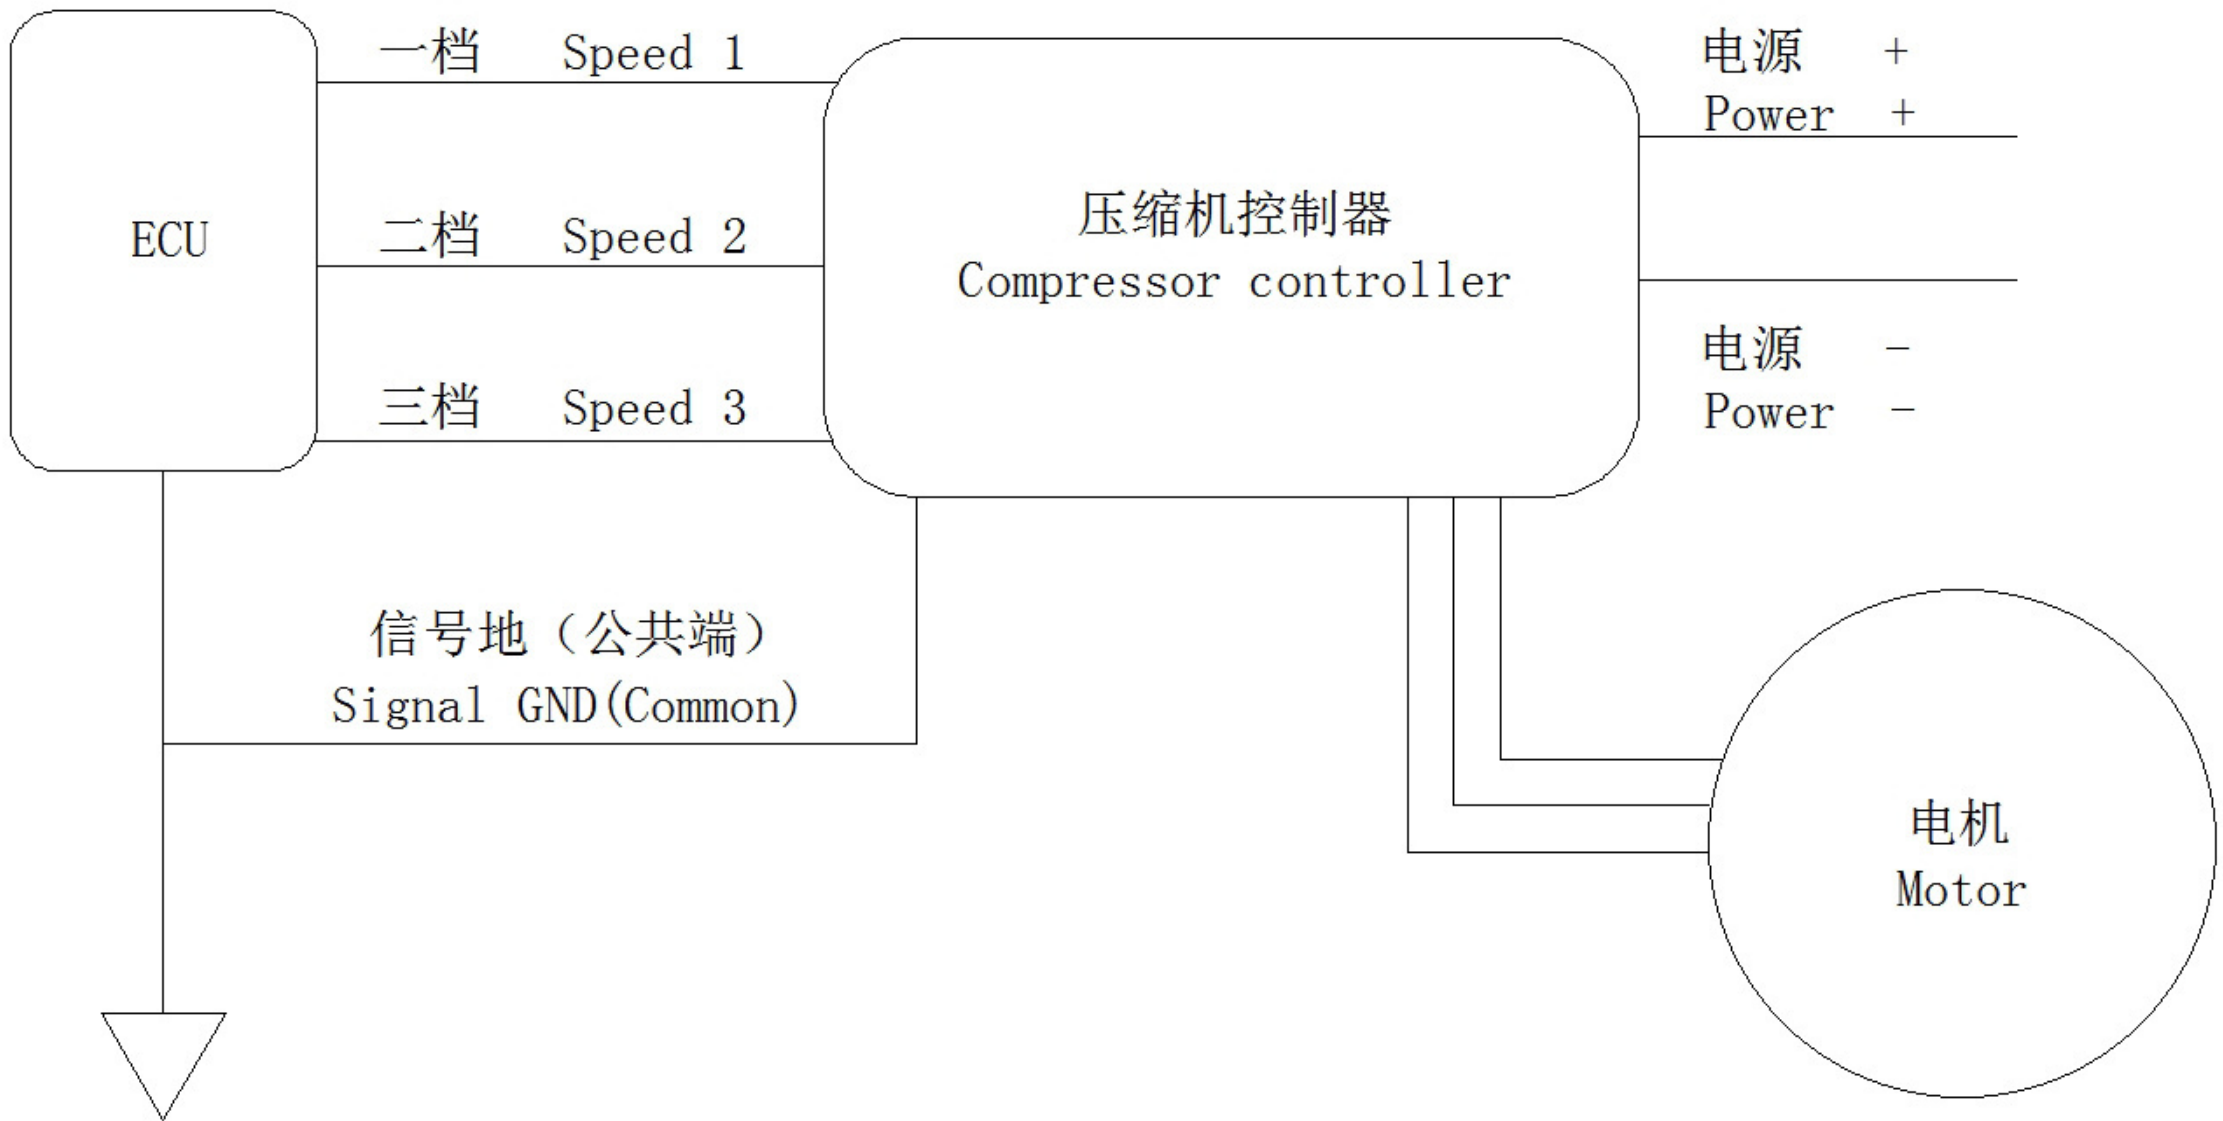 ECU
一档 Speed 1
二档 Speed 2
三档 Speed 3
压缩机控制器
Compressor controller
电源 +
Power +
电源 -
Power -
信号地（公共端）
Signal GND(Common)
电机
Motor